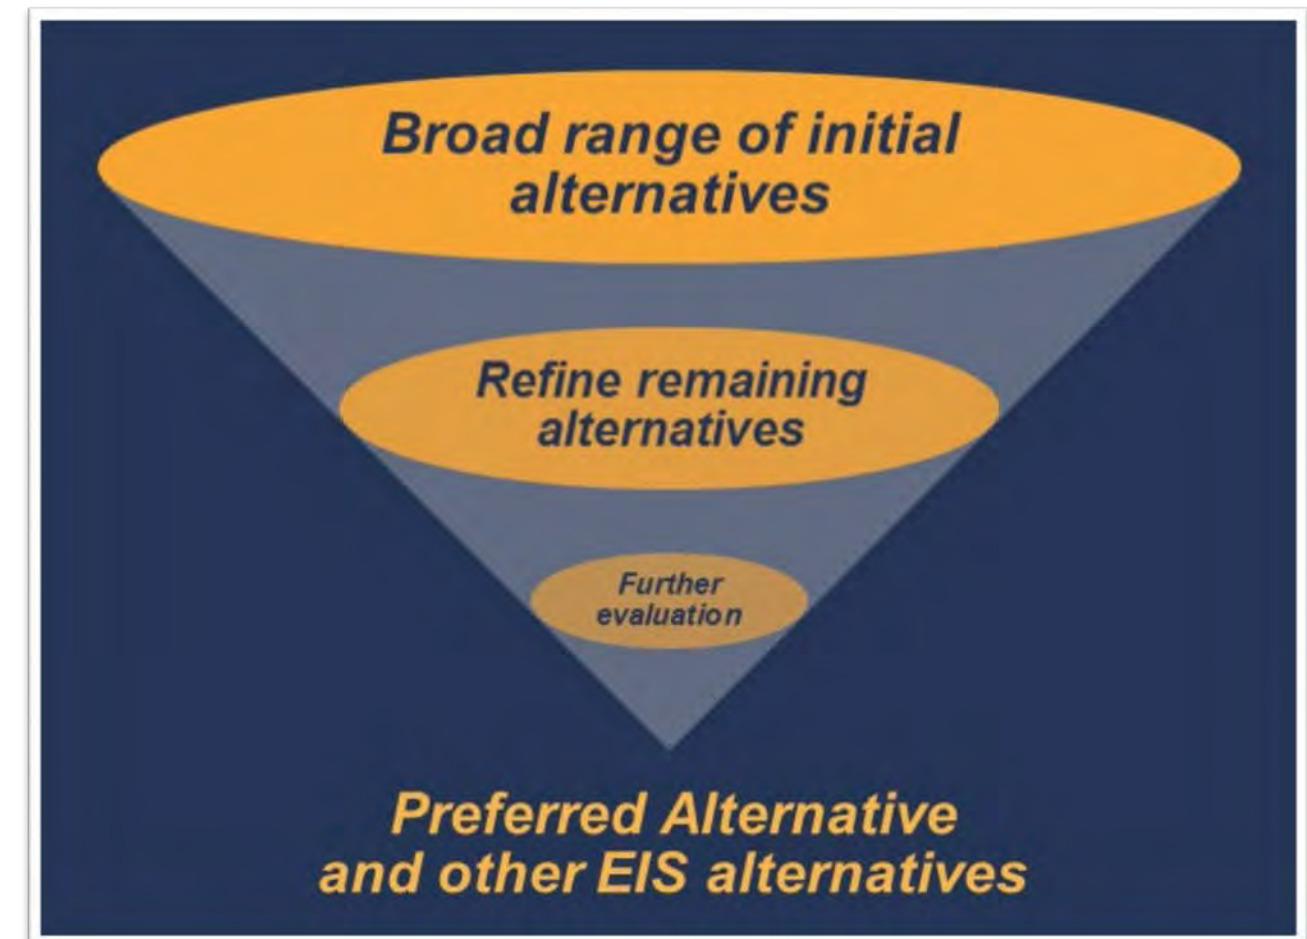 Broad range of initial
alternatives
Refine remaining
alternatives
Further
evaluation
Preferred Alternative
and other EIS alternatives